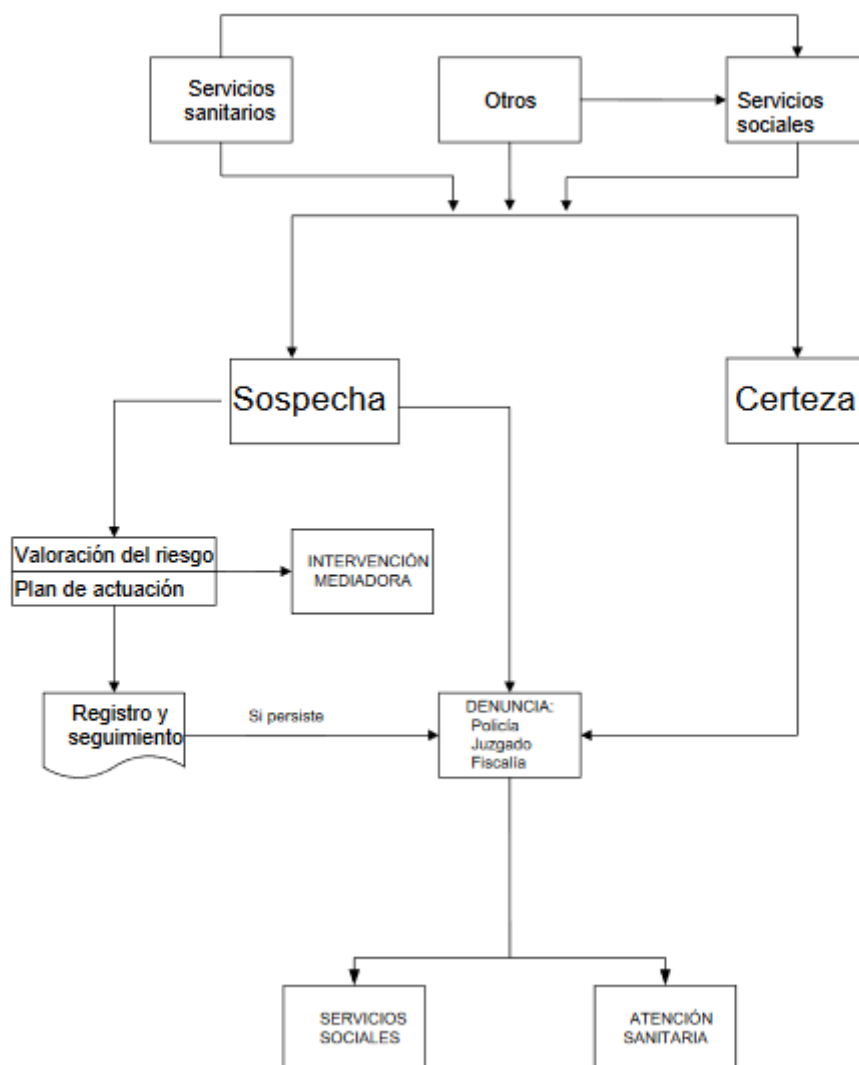 Servicios
sanitarios
Otros
Servicios
sociales
Sospecha
Certeza
Valoración del riesgo
Plan de actuación
INTERVENCIÓN
MEDIADORA
Registro y
seguimiento
Si persiste
DENUNCIA:
Policía
Juzgado
Fiscalía
SERVICIOS
SOCIALES
ATENCIÓN
SANITARIA